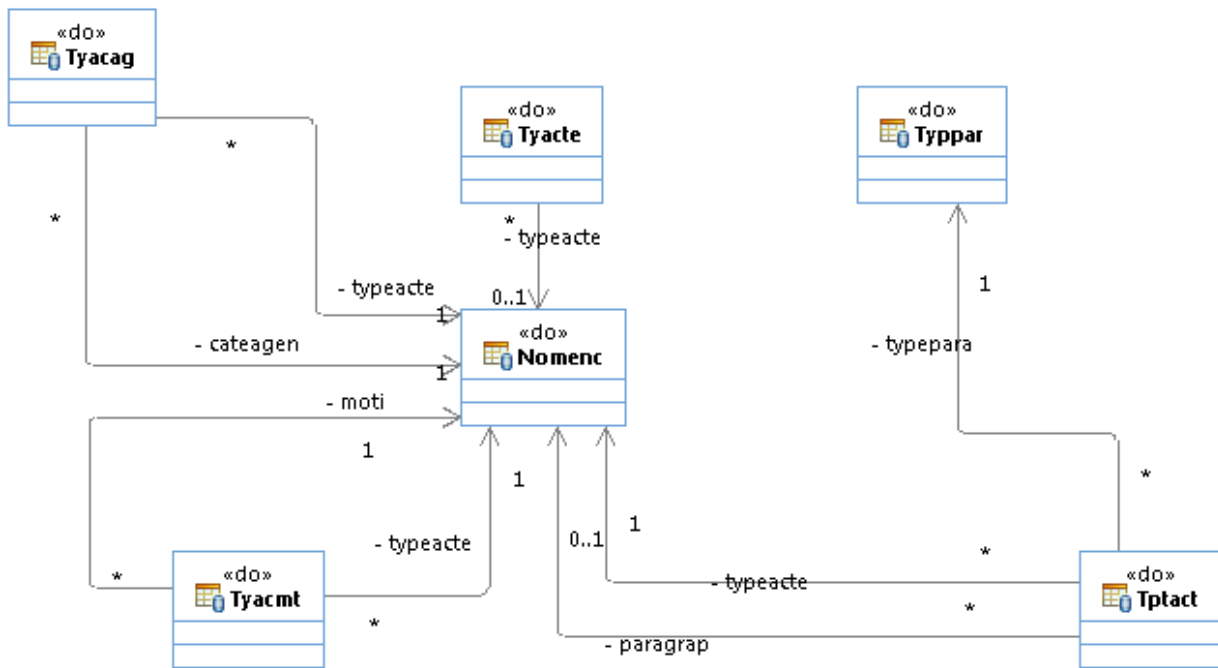 «do»
Tyacag
*
*
«do»
Tyacte
*
- typeacte
0..1
«do»
Typpar
1
- typepara
*
- typeacte
1
- cateagen
1
«do»
Nomenc
- moti
1
*
«do»
Tyacmt
1
- typeacte
*
0..1
1
*
- typeacte
*
- paragrap
«do»
Tptact